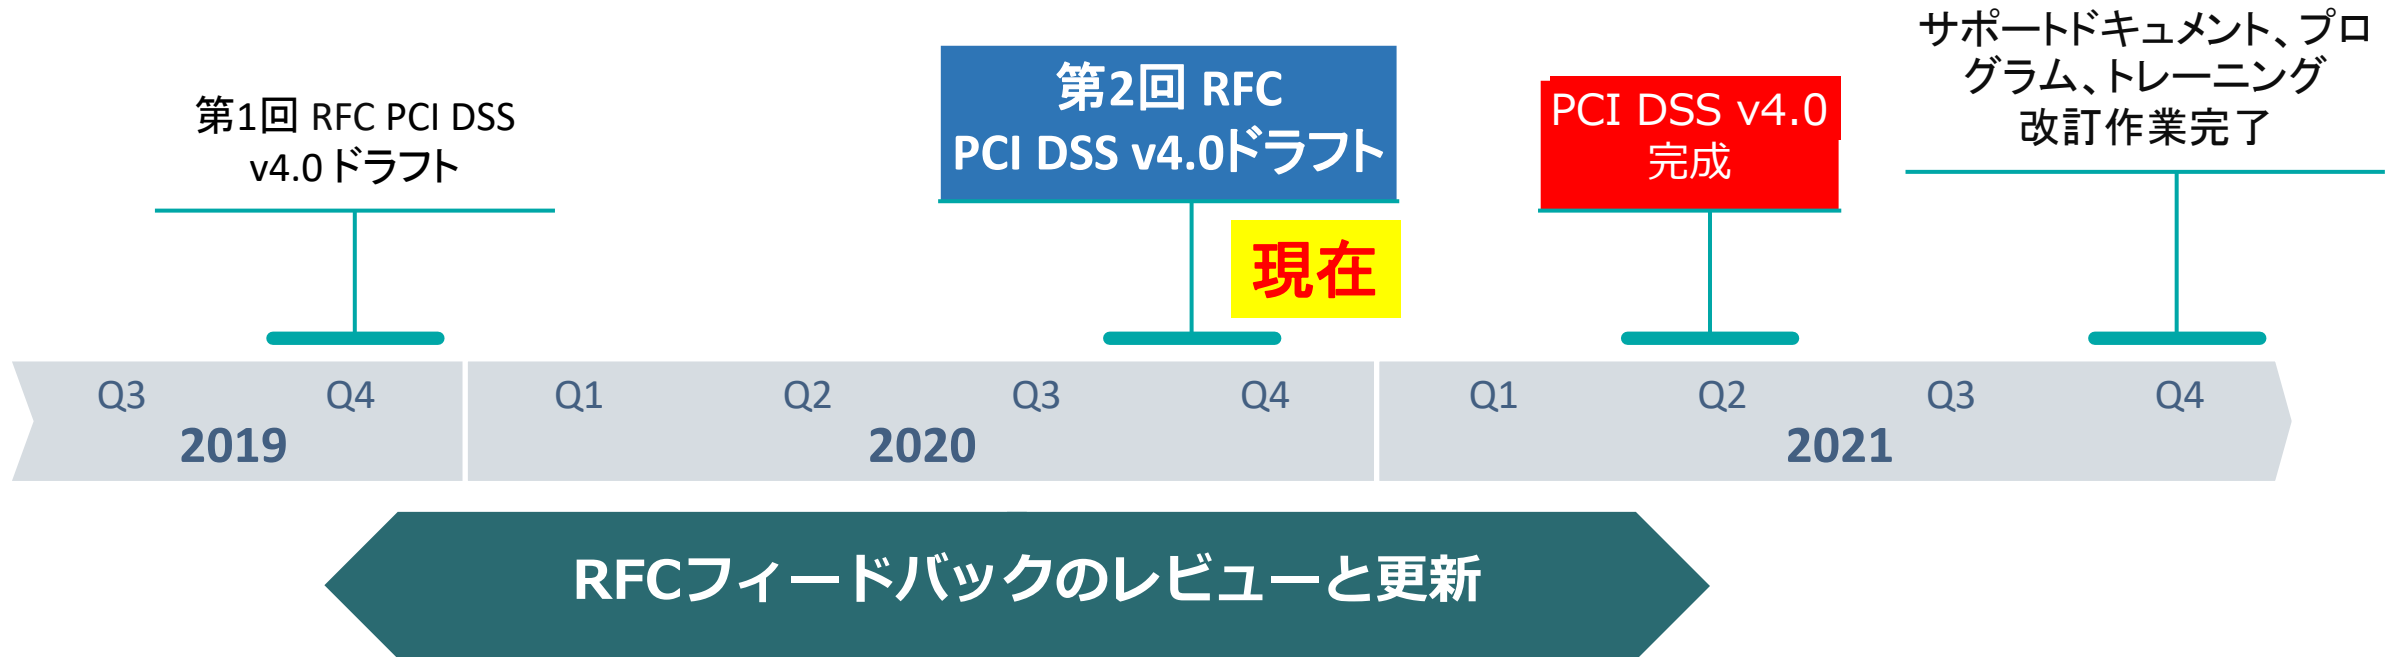 第1回 RFC PCI DSS
v4.0 ドラフト
第2回 RFC
PCI DSS v4.0ドラフト
現在
PCI DSS v4.0
完成
サポートドキュメント、プロ
グラム、トレーニング
改訂作業完了
Q3 Q4 Q1 Q2 Q3 Q4 Q1 Q2 Q3 Q4
2019 2020 2021
RFCフィードバックのレビューと更新